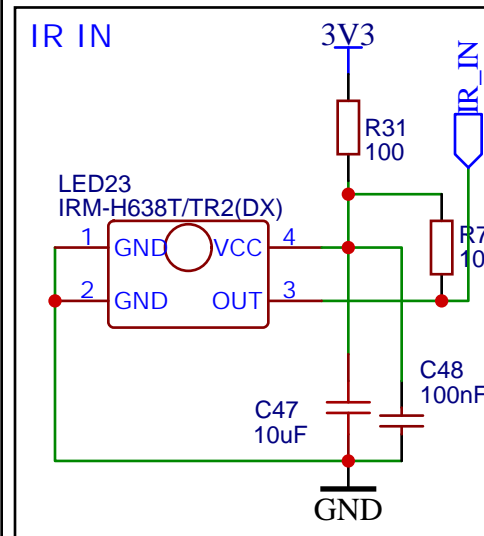 IR IN
3V3
IR_IN
R31
100
LED23
IRM-H638T/TR2(DX)
1 GND VCC 4
2 GND OUT 3
C48
100nF
C47
10uF
GND